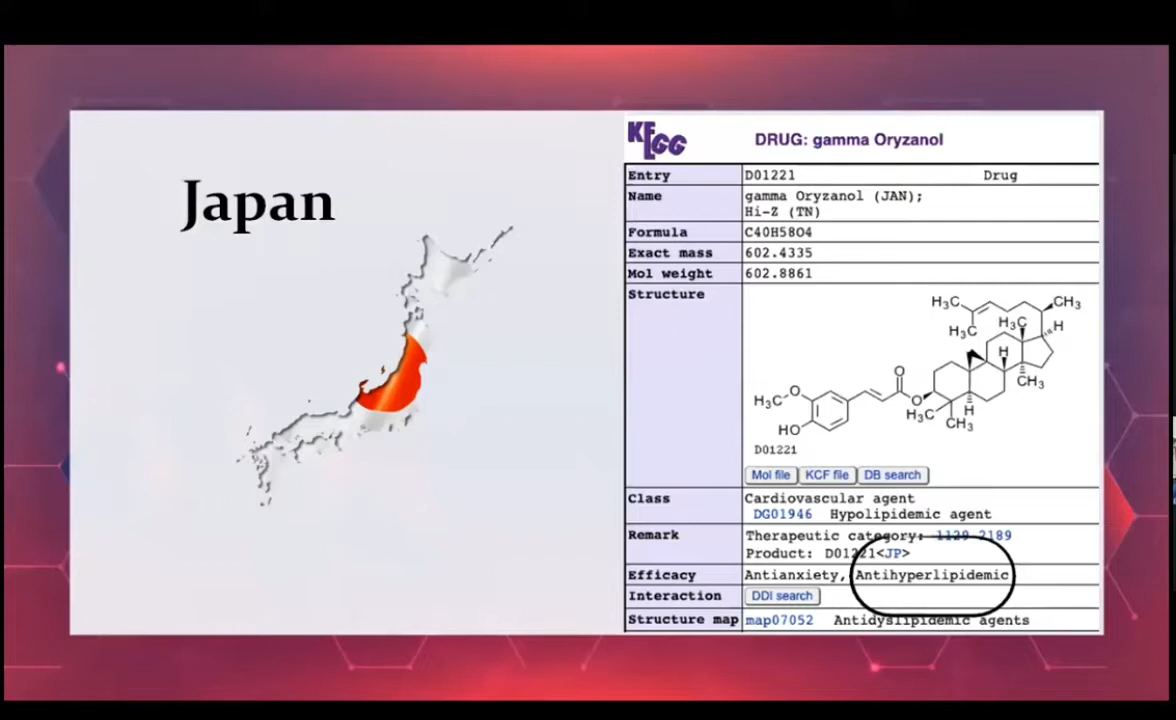 Japan
KEGG
DRUG: gamma Oryzanol
Entry D01221 Drug
Name gamma Oryzanol (JAN);
Hi-Z (TN)
Formula C40H58O4
Exact mass 602.4335
Mol weight 602.8861
Structure
H₃C CH₃
H₃C H₃C H
H
CH₃
O
H₃C O O H
H₃C CH₃
HO
D01221
Mol file KCF file DB search
Class Cardiovascular agent
DG01946 Hypolipidemic agent
Remark Therapeutic category: 1129 2189
Product: D01221<JP>
Efficacy Antianxiety, Antihyperlipidemic
Interaction DDI search
Structure map map07052 Antidyslipidemic agents